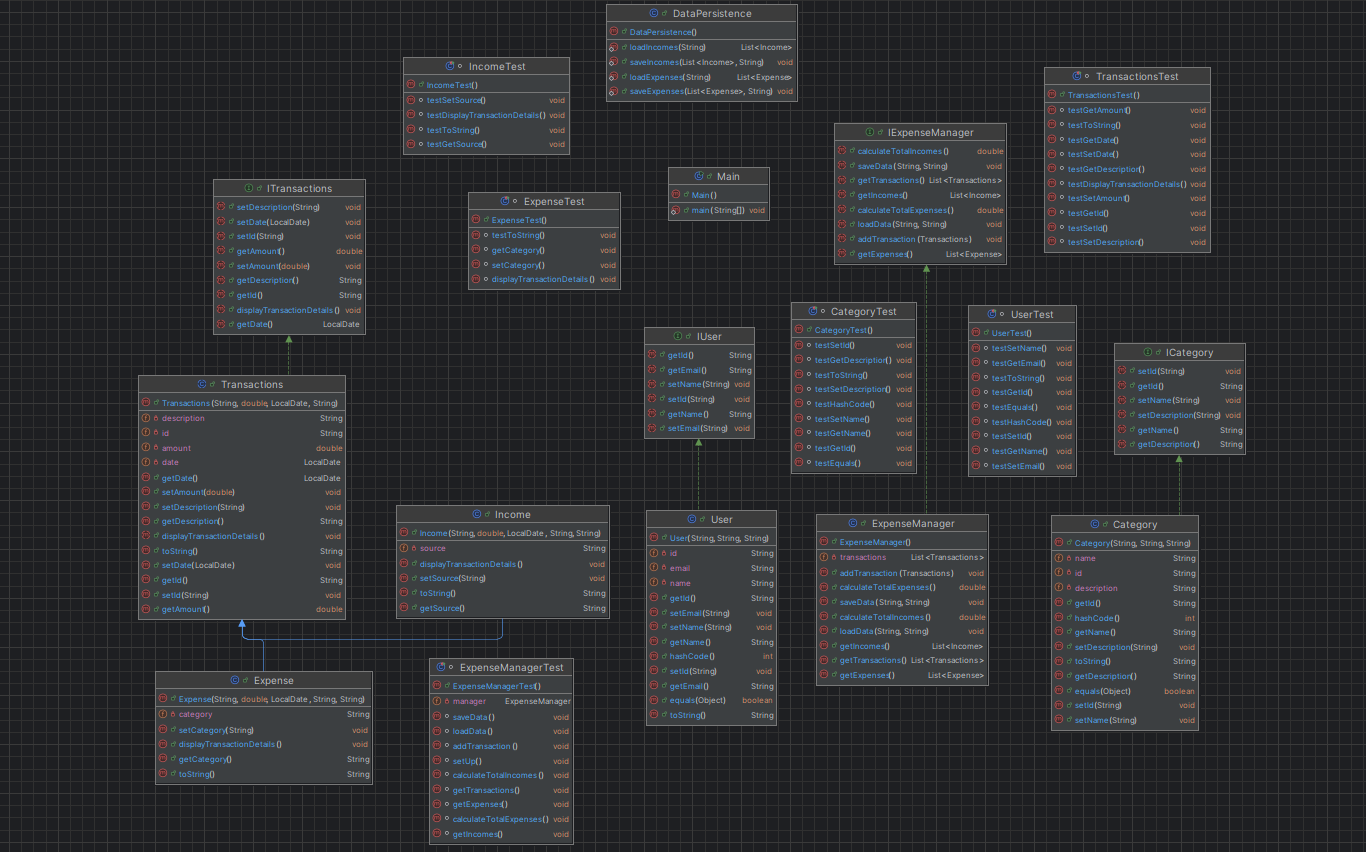 DataPersistence
DataPersistence()
loadIncomes(String) List<Income>
saveIncomes(List<Income>, String) void
loadExpenses(String) List<Expense>
saveExpenses(List<Expense>, String) void
IncomeTest
IncomeTest()
testSetSource() void
testDisplayTransactionDetails() void
testToString() void
testGetSource() void
TransactionsTest
TransactionsTest()
testGetAmount() void
testToString() void
testGetDate() void
testSetDate() void
testGetDescription() void
testDisplayTransactionDetails() void
testSetAmount() void
testGetId() void
testSetId() void
testSetDescription() void
IExpenseManager
calculateTotalIncomes() double
saveData(String, String) void
getTransactions() List<Transactions>
getIncomes() List<Income>
calculateTotalExpenses() double
loadData(String, String) void
addTransaction(Transactions) void
getExpenses() List<Expense>
Main
Main()
main(String[]) void
ITransactions
setDescription(String) void
setDate(LocalDate) void
setId(String) void
getAmount() double
setAmount(double) void
getDescription() String
getId() String
displayTransactionDetails() void
getDate() LocalDate
ExpenseTest
ExpenseTest()
testToString() void
getCategory() void
setCategory() void
displayTransactionDetails() void
CategoryTest
CategoryTest()
testSetId() void
testGetDescription() void
testToString() void
testSetDescription() void
testHashCode() void
testSetName() void
testGetName() void
testGetId() void
testEquals() void
UserTest
UserTest()
testSetName() void
testGetEmail() void
testToString() void
testGetId() void
testEquals() void
testHashCode() void
testSetId() void
testGetName() void
testSetEmail() void
IUser
getId() String
getEmail() String
setName(String) void
setId(String) void
getName() String
setEmail(String) void
ICategory
setId(String) void
getId() String
setName(String) void
setDescription(String) void
getName() String
getDescription() String
Transactions
Transactions(String, double, LocalDate, String)
description String
id String
amount double
date LocalDate
getDate() LocalDate
setAmount(double) void
setDescription(String) void
getDescription() String
displayTransactionDetails() void
toString() String
setDate(LocalDate) void
getId() String
setId(String) void
getAmount() double
Income
Income(String, double, LocalDate, String, String)
source String
displayTransactionDetails() void
setSource(String) void
toString() String
getSource() String
User
User(String, String, String)
id String
email String
name String
getId() String
setEmail(String) void
setName(String) void
getName() String
hashCode() int
setId(String) void
getEmail() String
equals(Object) boolean
toString() String
ExpenseManager
ExpenseManager()
transactions List<Transactions>
addTransaction(Transactions) void
calculateTotalExpenses() double
saveData(String, String) void
calculateTotalIncomes() double
loadData(String, String) void
getIncomes() List<Income>
getTransactions() List<Transactions>
getExpenses() List<Expense>
Category
Category(String, String, String)
name String
id String
description String
getId() String
hashCode() int
getName() String
setDescription(String) void
toString() String
getDescription() String
equals(Object) boolean
setId(String) void
setName(String) void
Expense
Expense(String, double, LocalDate, String, String)
category String
setCategory(String) void
displayTransactionDetails() void
getCategory() String
toString() String
ExpenseManagerTest
ExpenseManagerTest()
manager ExpenseManager
saveData() void
loadData() void
addTransaction() void
setUp() void
calculateTotalIncomes() void
getTransactions() void
getExpenses() void
calculateTotalExpenses() void
getIncomes() void